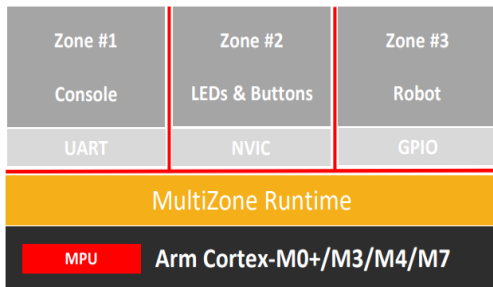 Zone #1
Console
UART
Zone #2
LEDs & Buttons
NVIC
Zone #3
Robot
GPIO
MultiZone Runtime
MPU
Arm Cortex-M0+/M3/M4/M7